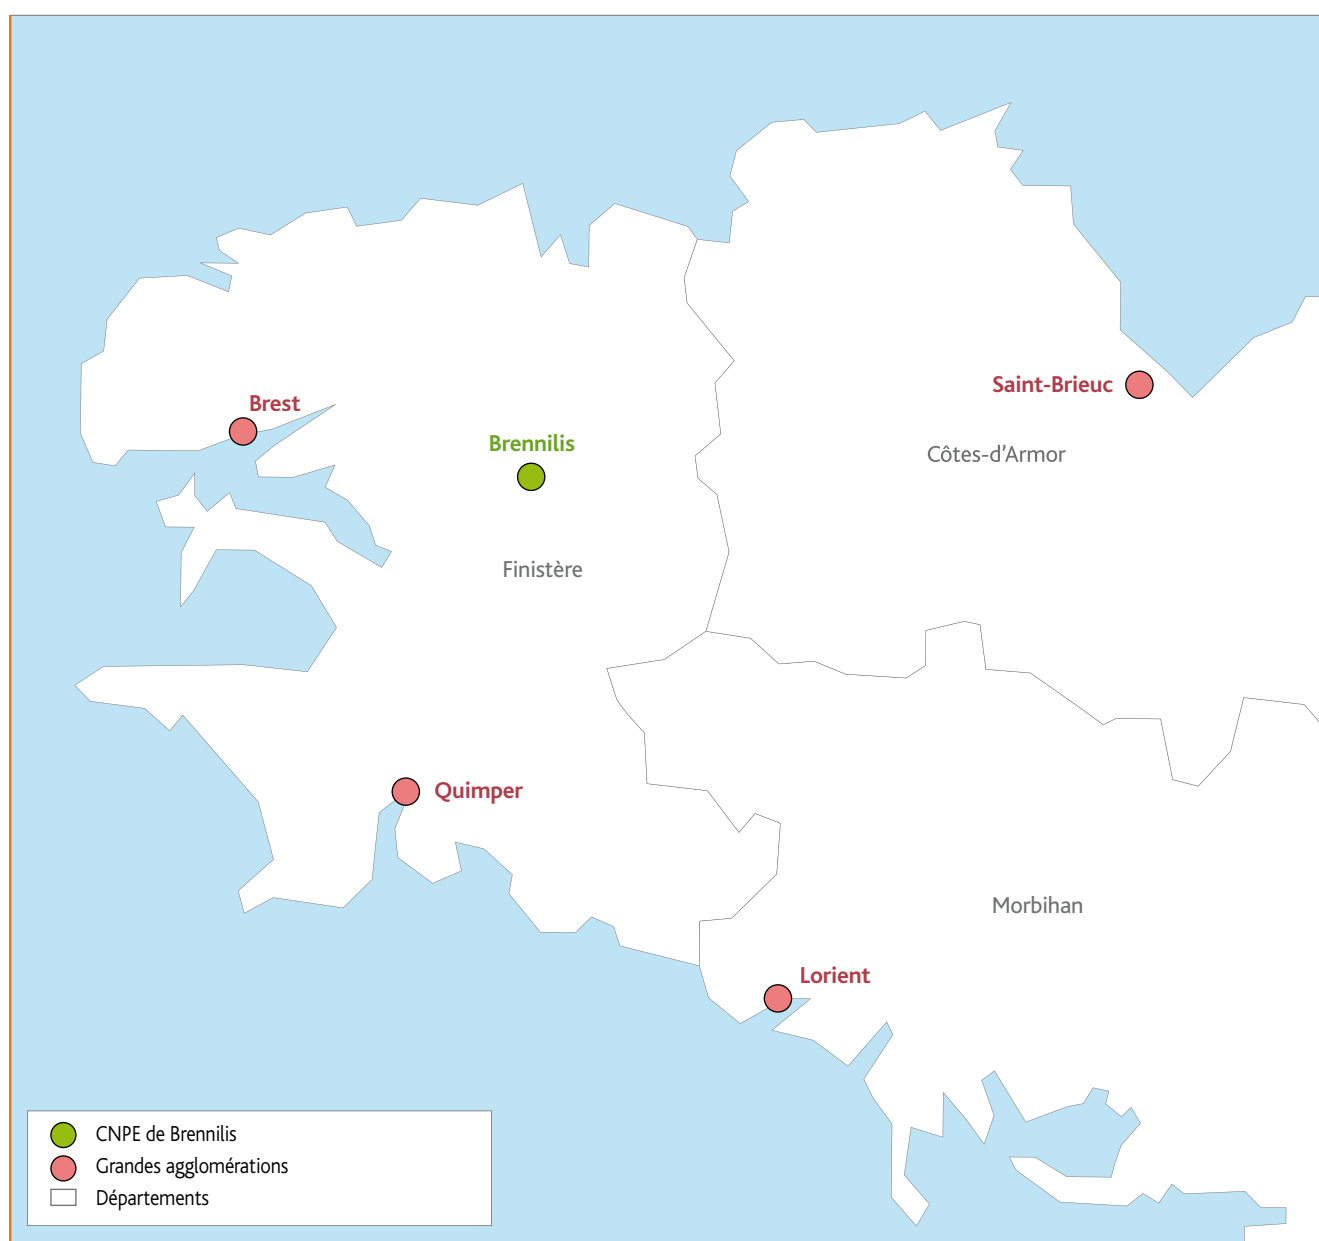 Saint-Brieuc
Brest
Brennilis
Côtes-d'Armor
Finistère
Quimper
Morbihan
Lorient
CNPE de Brennilis
Grandes agglomérations
Départements